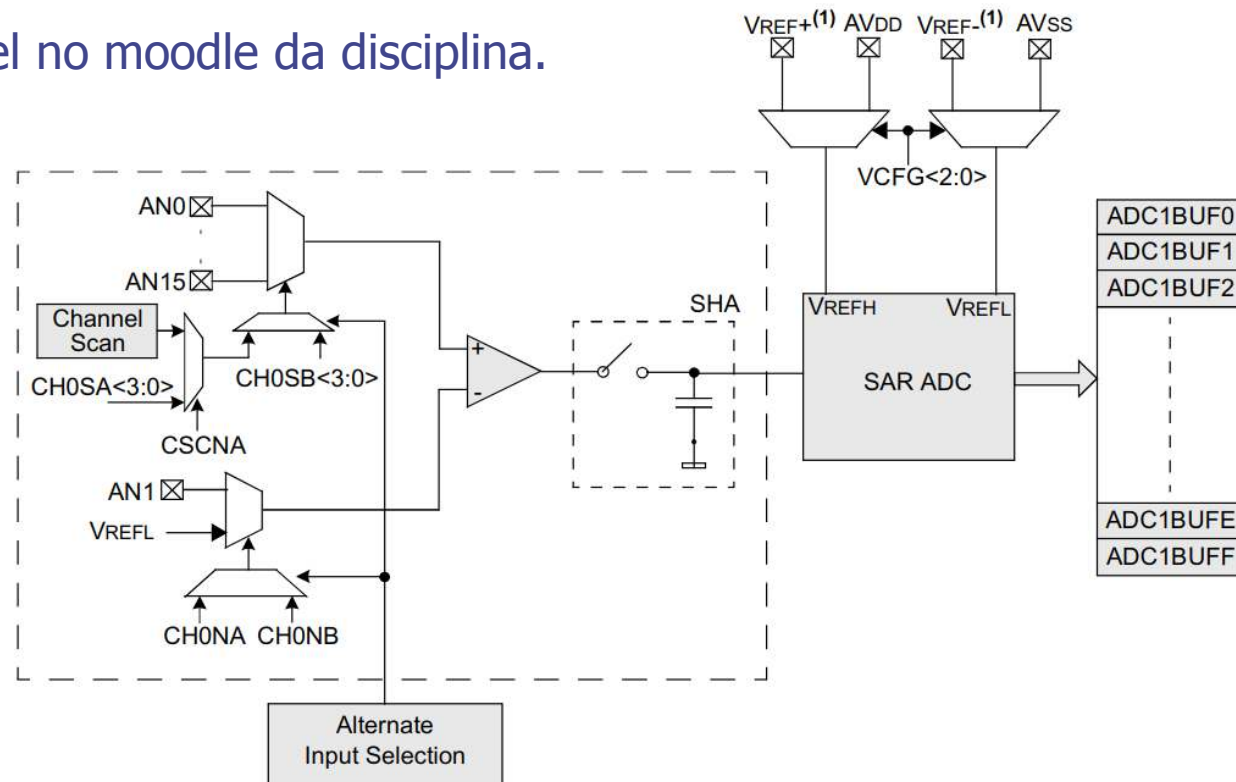 el no moodle da disciplina.
VREF+(1) AVDD VREF-(1) AVSS
VCFG<2:0>
AN0
AN15
Channel
Scan
CH0SA<3:0>
CH0SB<3:0>
CSCNA
AN1
VREFL
CH0NA CH0NB
Alternate
Input Selection
+
-
SHA
VREFH VREFL
SAR ADC
ADC1BUF0
ADC1BUF1
ADC1BUF2
ADC1BUFE
ADC1BUFF